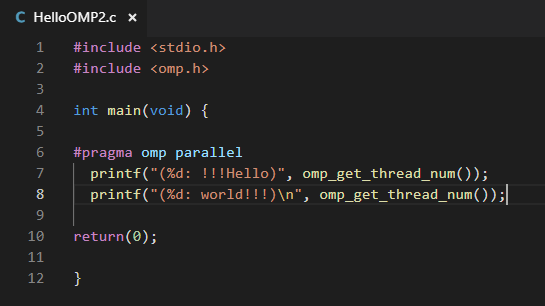 C HelloOMP2.c ×
1 #include <stdio.h>
2 #include <omp.h>
3
4 int main(void) {
5
6 #pragma omp parallel
7 printf("(%d: !!!Hello)", omp_get_thread_num());
8 printf("(%d: world!!!)\n", omp_get_thread_num());
9
10 return(0);
11
12 }